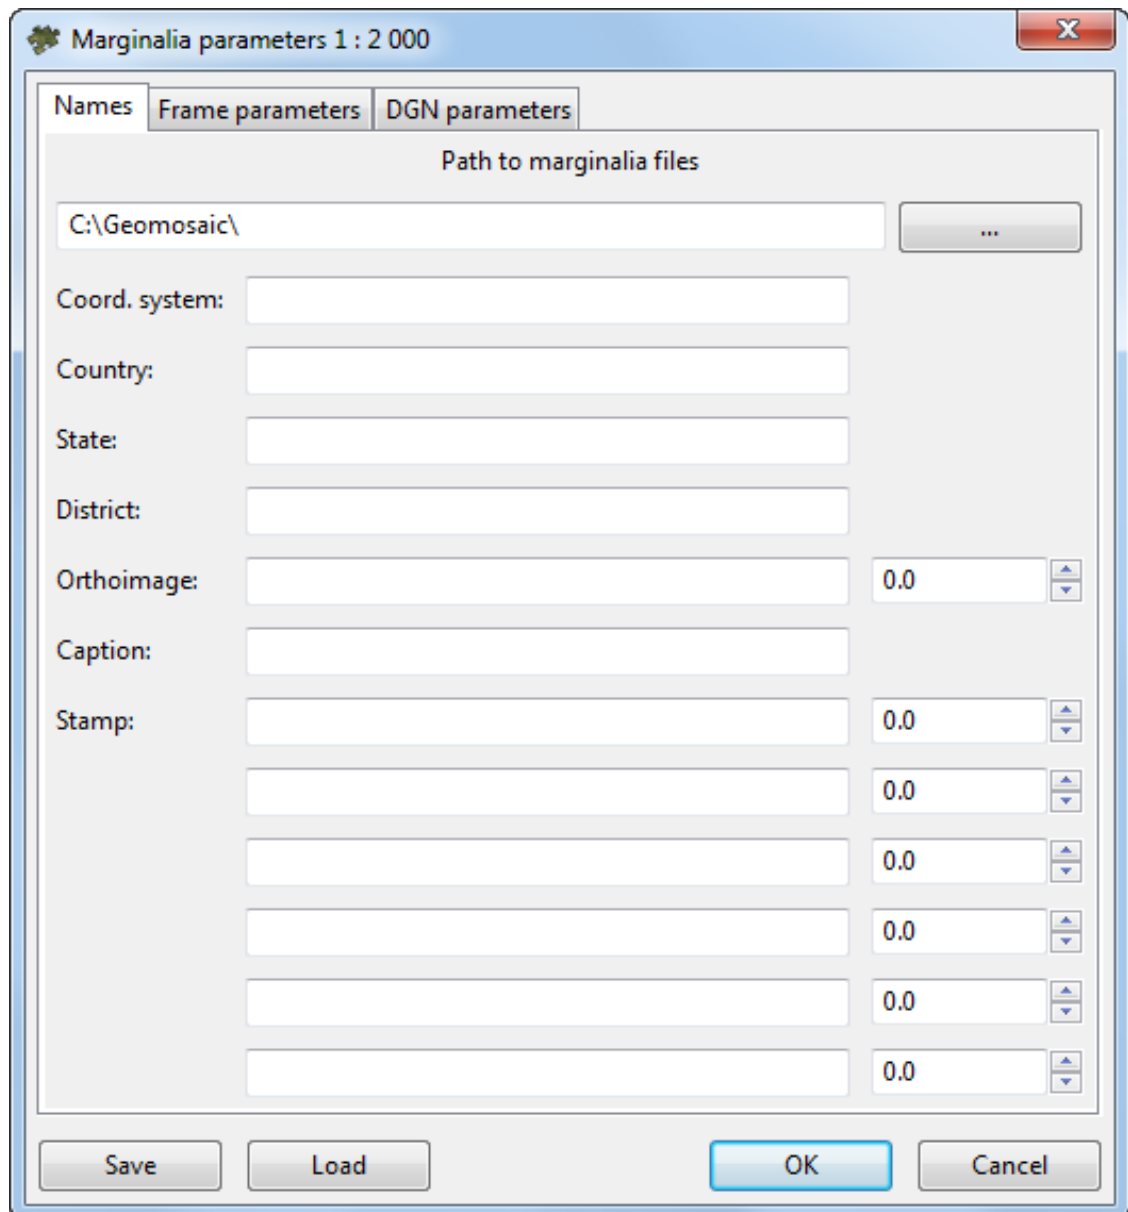 Marginalia parameters 1 : 2 000
Names Frame parameters DGN parameters
Path to marginalia files
C:\Geomosaic\ ...
Coord. system:
Country:
State:
District:
Orthoimage: 0.0
Caption:
Stamp: 0.0
0.0
0.0
0.0
0.0
0.0
Save Load OK Cancel